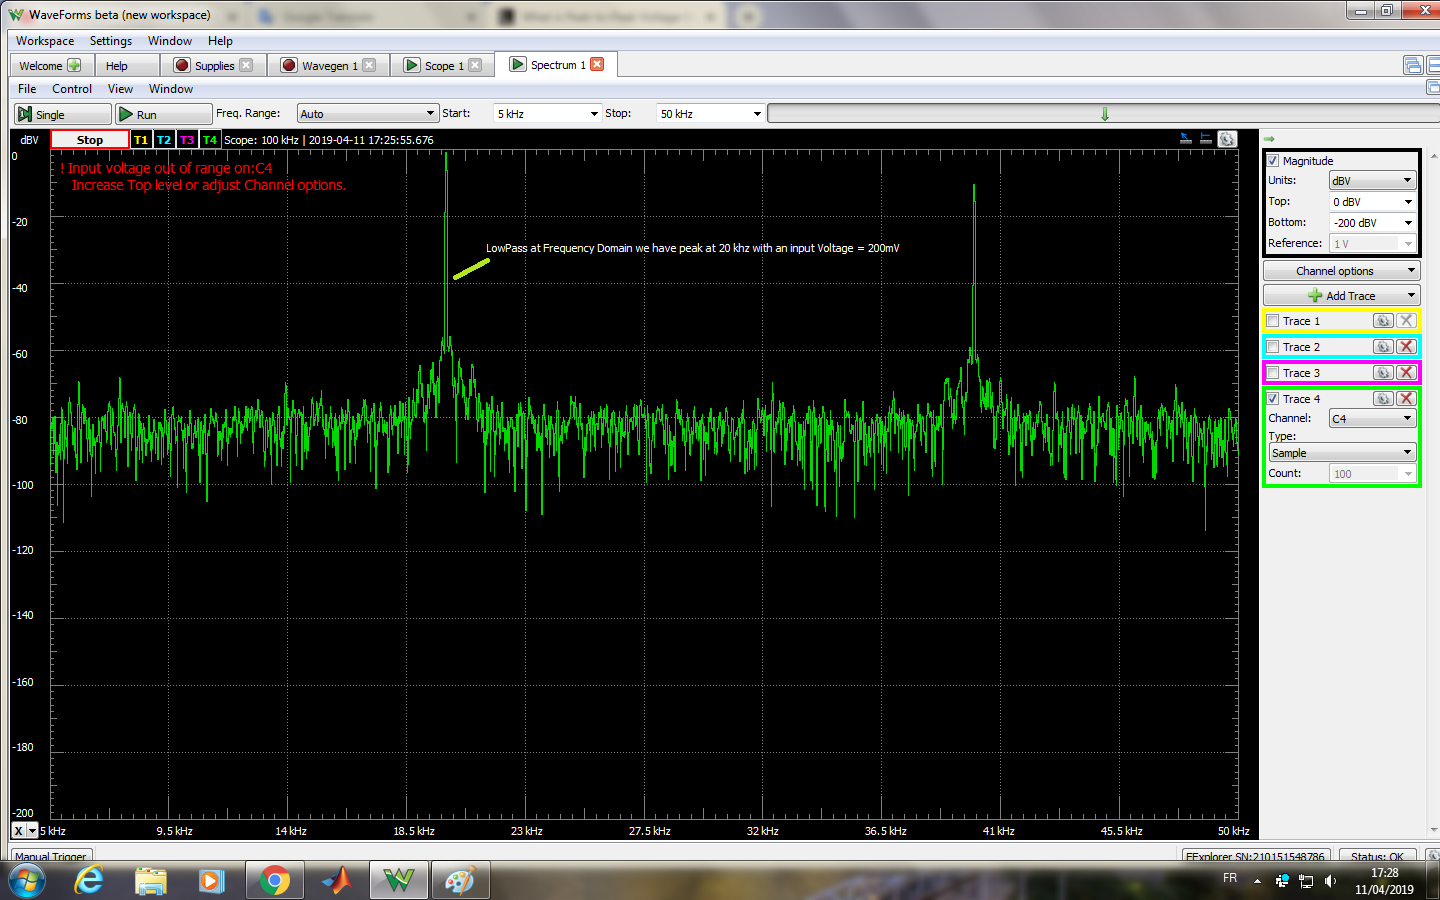 WaveForms beta (new workspace)
Workspace Settings Window Help
Welcome Help Supplies Wavegen 1 Scope 1 Spectrum 1
File Control View Window
Single Run Freq. Range: Auto Start: 5 kHz Stop: 50 kHz
dBV Stop T1 T2 T3 T4 Scope: 100 kHz | 2019-04-11 17:25:55.676
! Input voltage out of range on:C4
Increase Top level or adjust Channel options.
LowPass at Frequency Domain we have peak at 20 khz with an input Voltage = 200mV
0
-20
-40
-60
-80
-100
-120
-140
-160
-180
-200
X 5 kHz 9.5 kHz 14 kHz 18.5 kHz 23 kHz 27.5 kHz 32 kHz 36.5 kHz 41 kHz 45.5 kHz 50 kHz
Magnitude
Units: dBV
Top: 0 dBV
Bottom: -200 dBV
Reference: 1 V
Channel options
Add Trace
Trace 1
Trace 2
Trace 3
Trace 4
Channel: C4
Type:
Sample
Count: 100
Manual Trigger EExplorer SN:210151548786 Status: OK
FR 17:28
11/04/2019